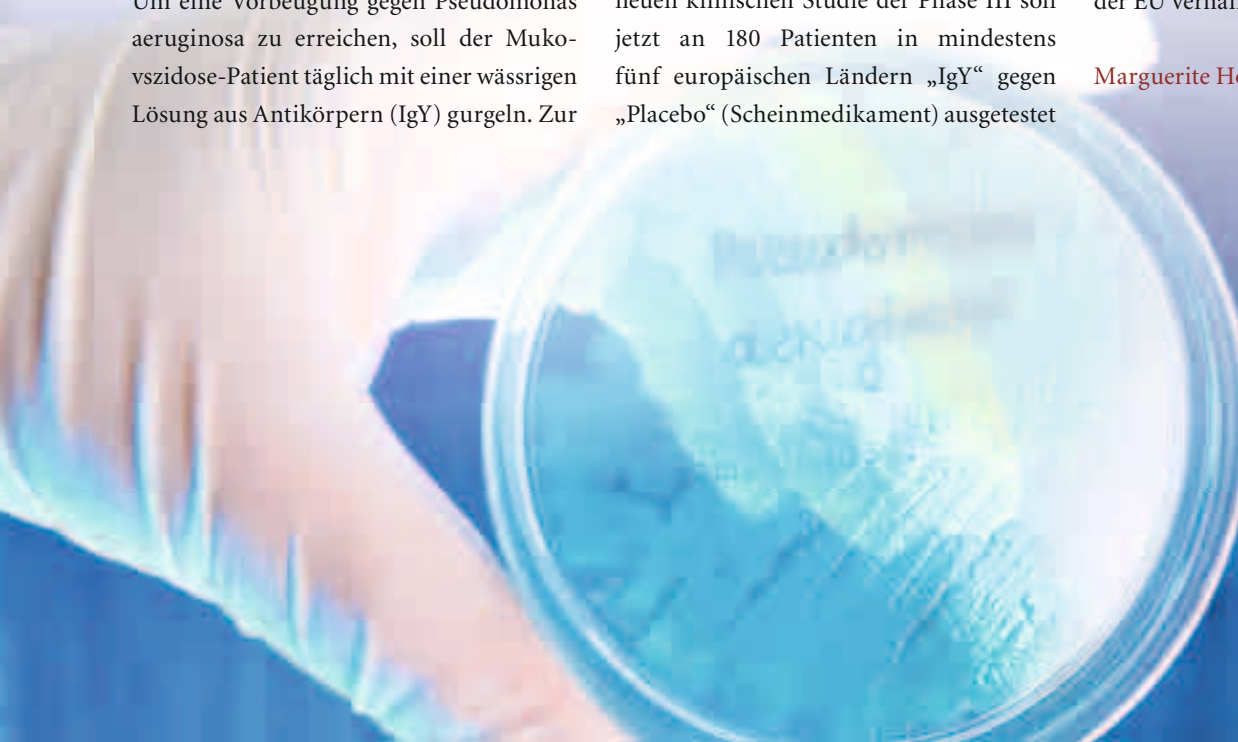 Um eine Vorbeugung gegen Pseudomonas
aeruginosa zu erreichen, soll der Muko-
vszidose-Patient täglich mit einer wässrigen
Lösung aus Antikörpern (IgY) gurgeln. Zur
neuen klinischen Studie der Phase III soll
jetzt an 180 Patienten in mindestens
fünf europäischen Ländern „IgY“ gegen
„Placebo“ (Scheinmedikament) ausgetestet
der EU
Marguerite